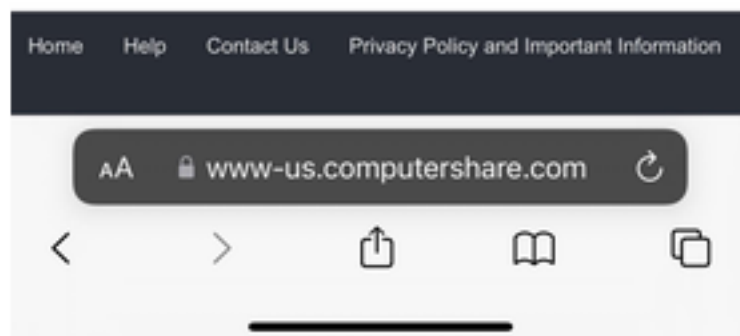 Home Help Contact Us Privacy Policy and Important Information
AA www-us.computershare.com